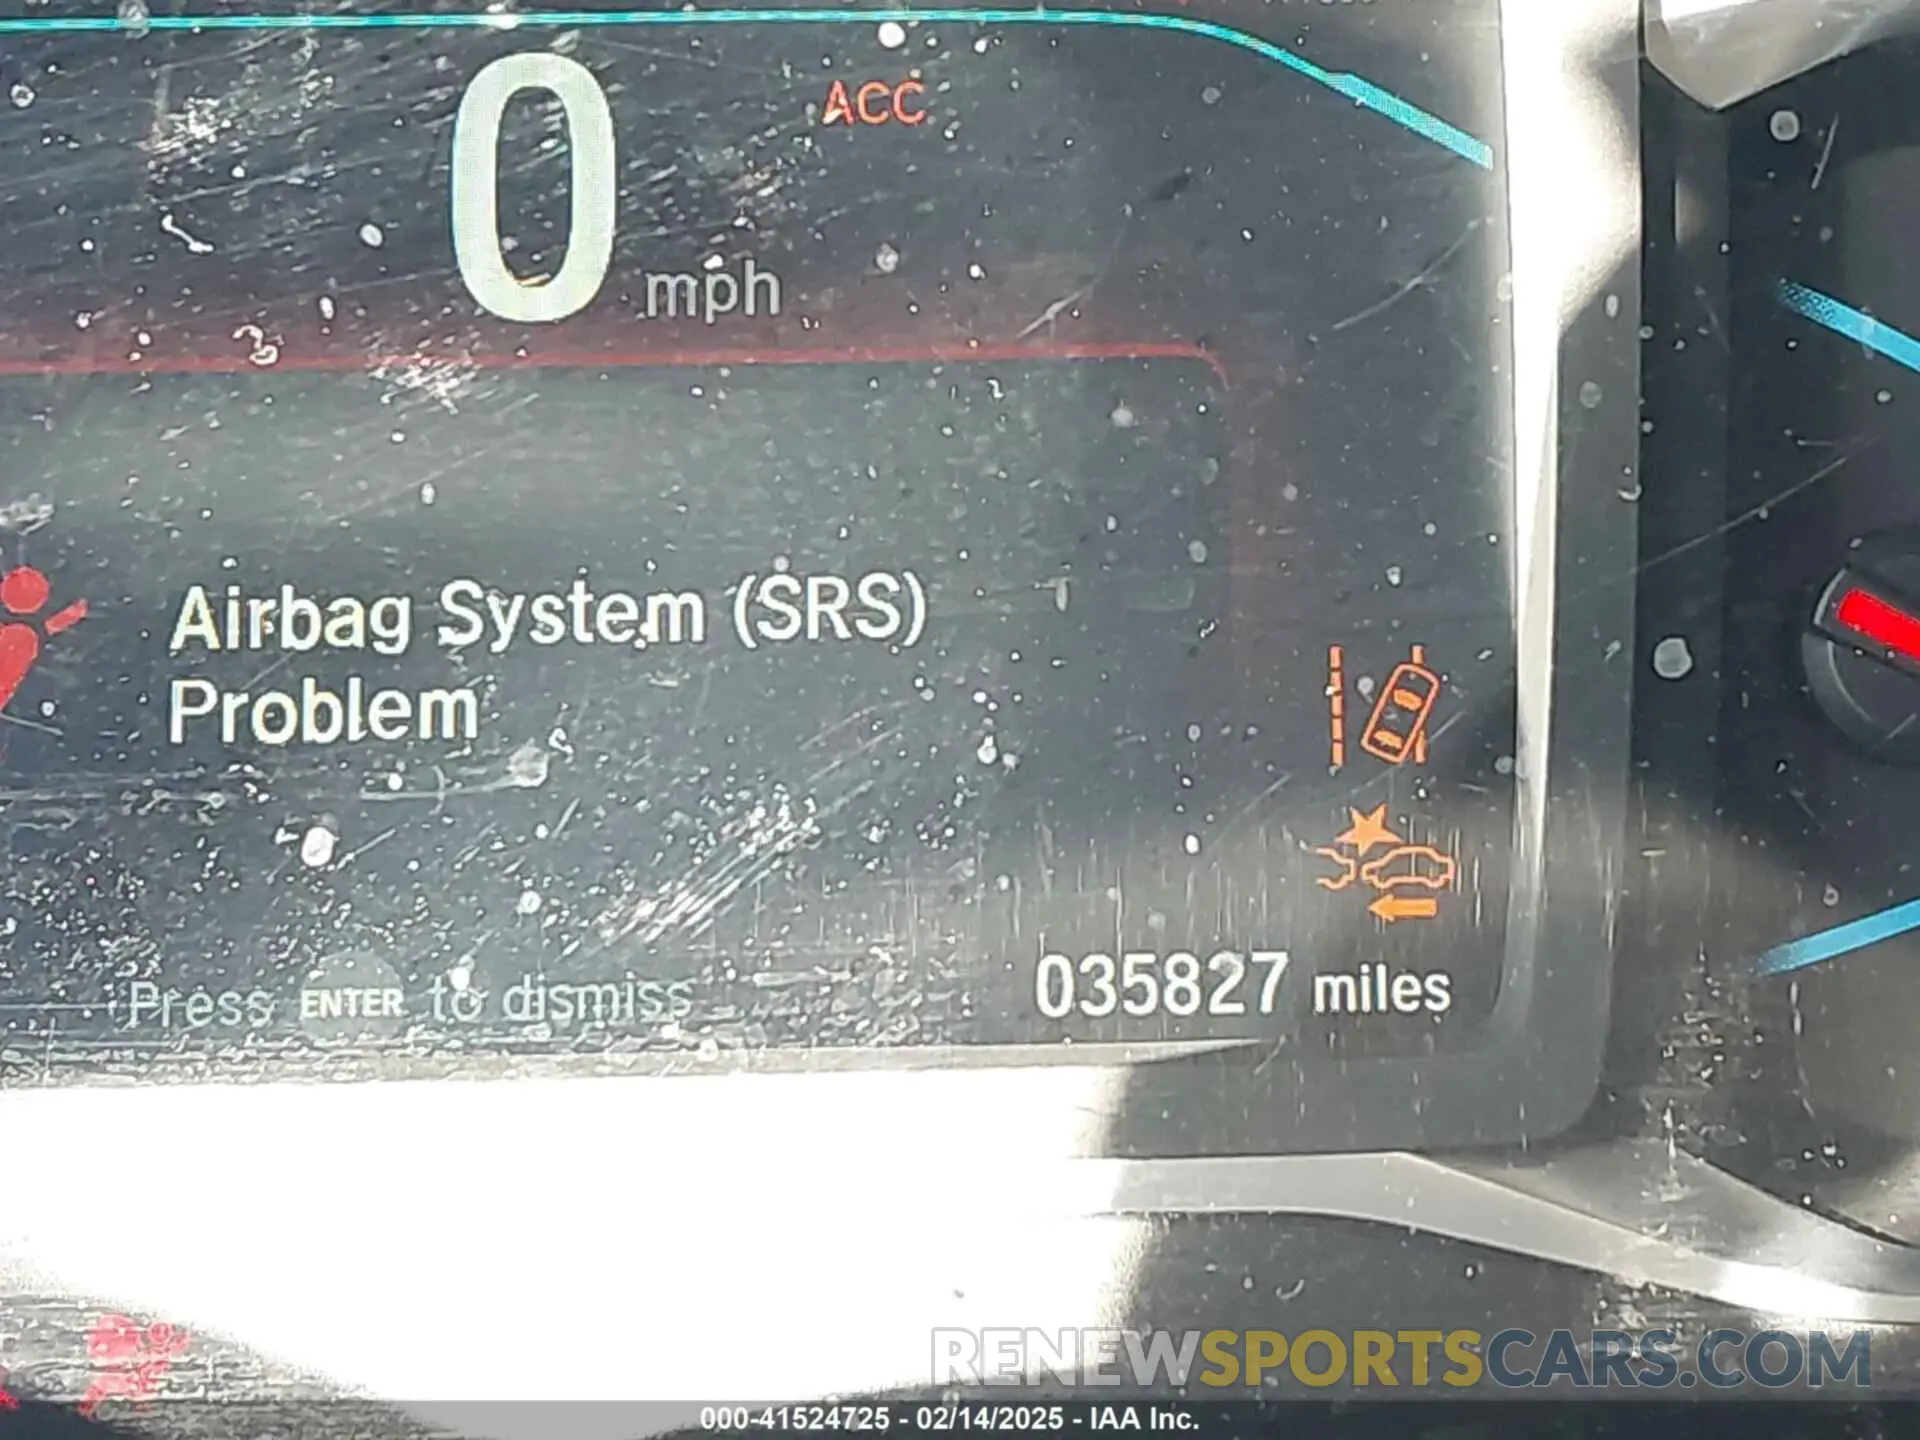 ACC
0 mph
Airbag System (SRS)
Problem
Press ENTER to dismiss
035827 miles
RENEWSPORTSCARS.COM
000-41524725 - 02/14/2025 - IAA Inc.